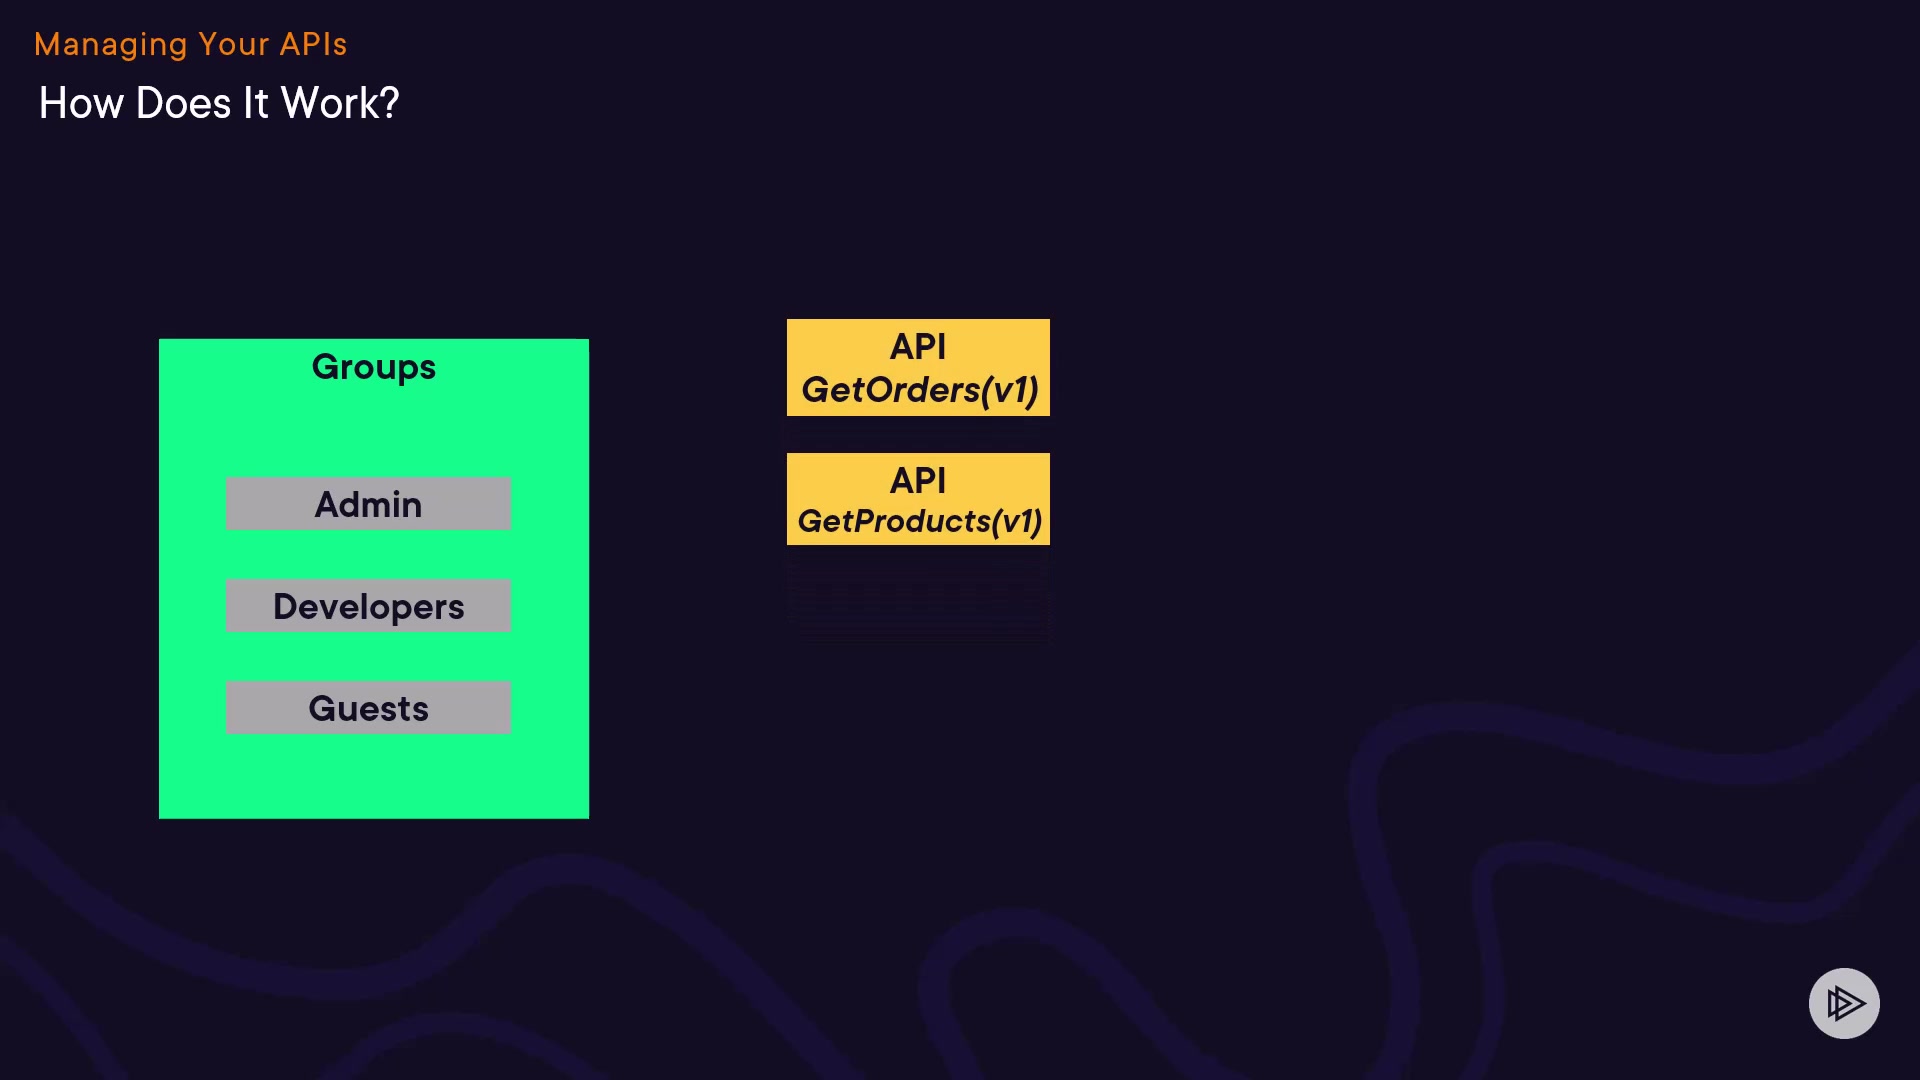 Managing Your APIs
How Does It Work?
Groups
Admin
Developers
Guests
API
GetOrders(v1)
API
GetProducts(v1)